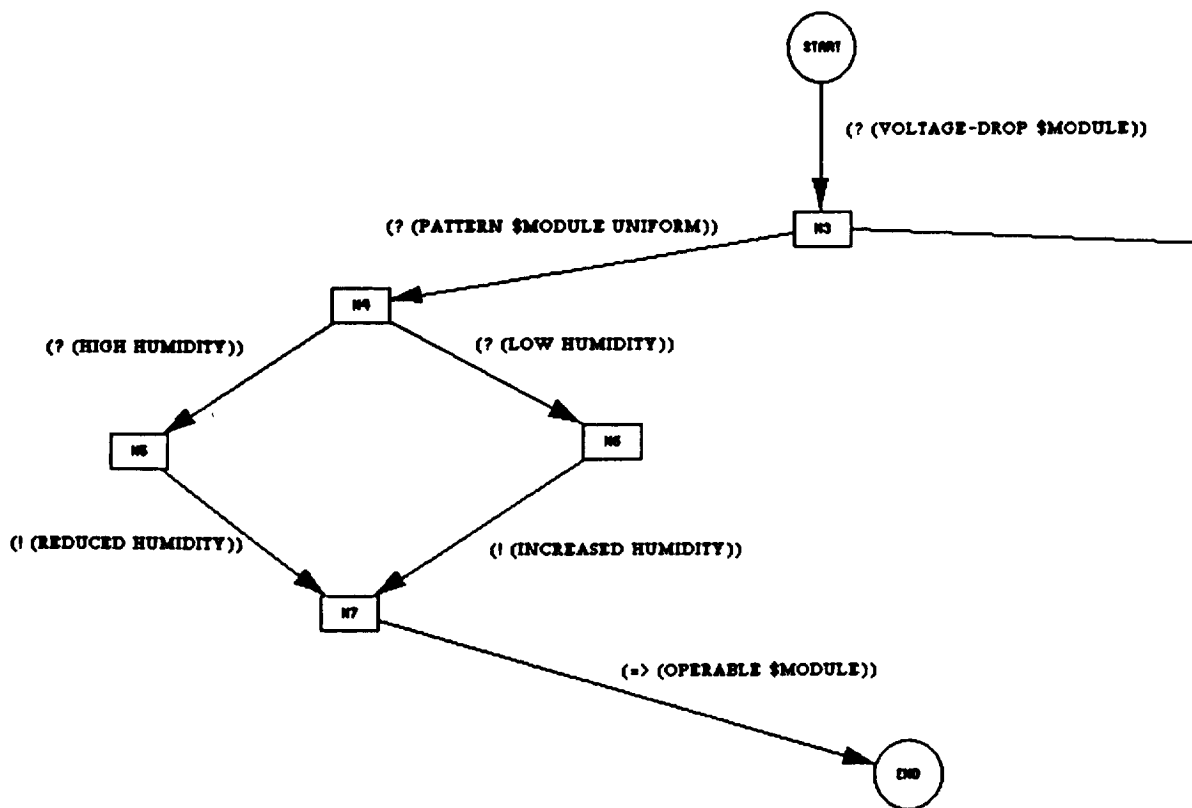 START
(? (VOLTAGE-DROP $MODULE))
(? (PATTERN $MODULE UNIFORM))
N3
N4
(? (HIGH HUMIDITY))
(? (LOW HUMIDITY))
N5
N6
(! (REDUCED HUMIDITY))
(! (INCREASED HUMIDITY))
N7
(=> (OPERABLE $MODULE))
END